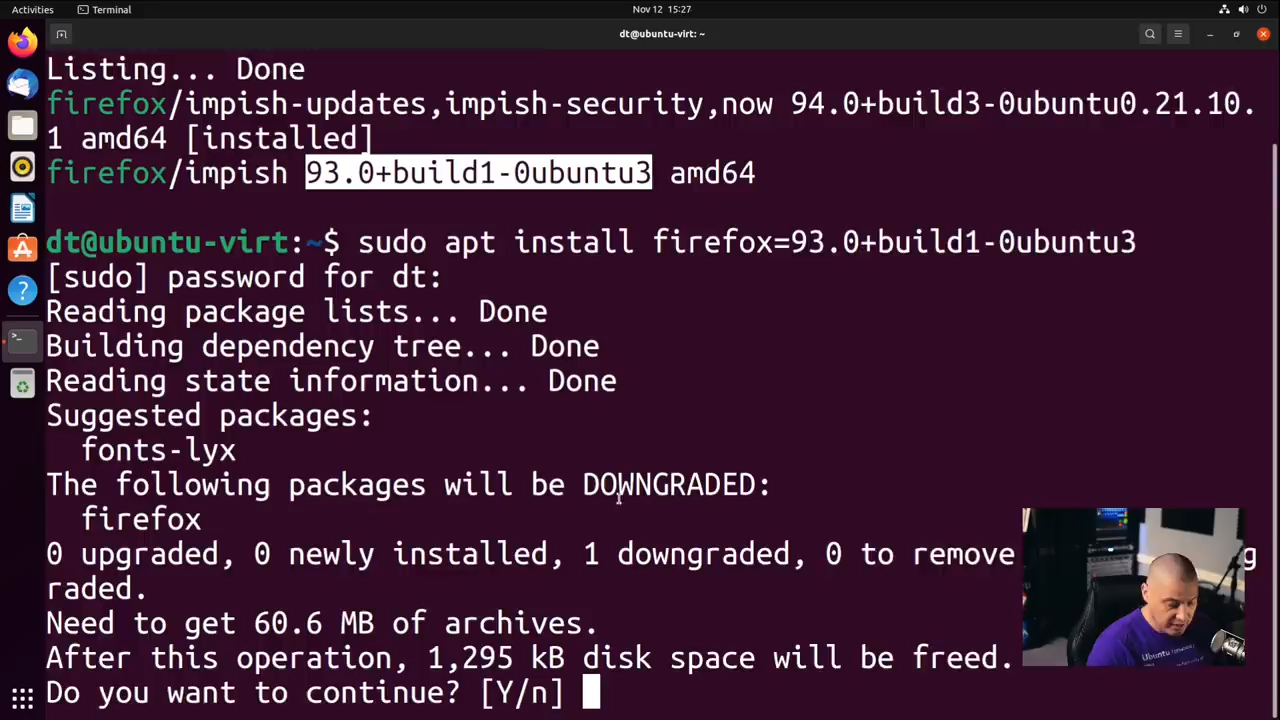 Activities
Terminal
Nov 12 15:27
dt@ubuntu-virt: ~
Listing... Done
firefox/impish-updates,impish-security,now 94.0+build3-0ubuntu0.21.10.
1 amd64 [installed]
firefox/impish 93.0+build1-0ubuntu3 amd64
dt@ubuntu-virt:~$ sudo apt install firefox=93.0+build1-0ubuntu3
[sudo] password for dt:
Reading package lists... Done
Building dependency tree... Done
Reading state information... Done
Suggested packages:
fonts-lyx
The following packages will be DOWNGRADED:
firefox
0 upgraded, 0 newly installed, 1 downgraded, 0 to remove g
raded.
Need to get 60.6 MB of archives.
After this operation, 1,295 kB disk space will be freed.
Do you want to continue? [Y/n]
Ubuntu